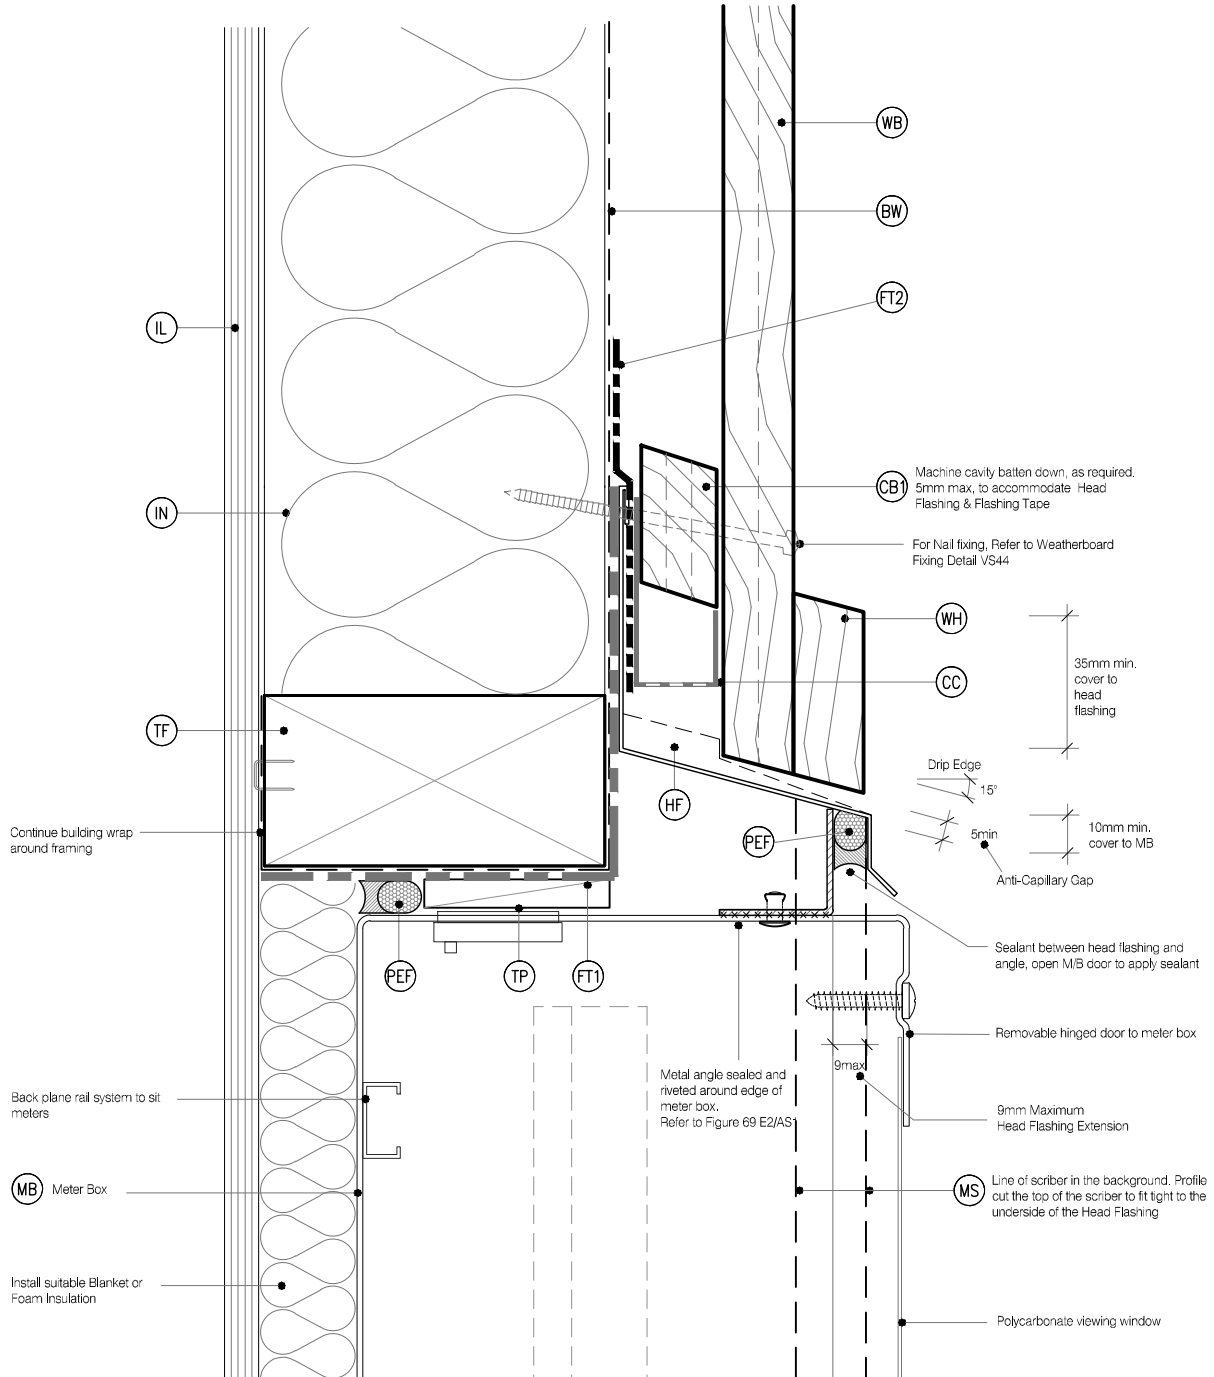 WB
BW
FT2
IL
CB1
Machine cavity batten down, as required.
5mm max, to accommodate Head
Flashing & Flashing Tape
IN
For Nail fixing, Refer to Weatherboard
Fixing Detail VS44
WH
35mm min.
cover to
head
flashing
CC
TF
Drip Edge
15°
HF
Continue building wrap
around framing
PEF
5min
10mm min.
cover to MB
Anti-Capillary Gap
Sealant between head flashing and
angle, open M/B door to apply sealant
PEF
TP
FT1
Removable hinged door to meter box
9max
Metal angle sealed and
riveted around edge of
meter box.
Refer to Figure 69 E2/AS1
Back plane rail system to sit
meters
9mm Maximum
Head Flashing Extension
MB
Meter Box
MS
Line of scriber in the background. Profile
cut the top of the scriber to fit tight to the
underside of the Head Flashing
Install suitable Blanket or
Foam Insulation
Polycarbonate viewing window